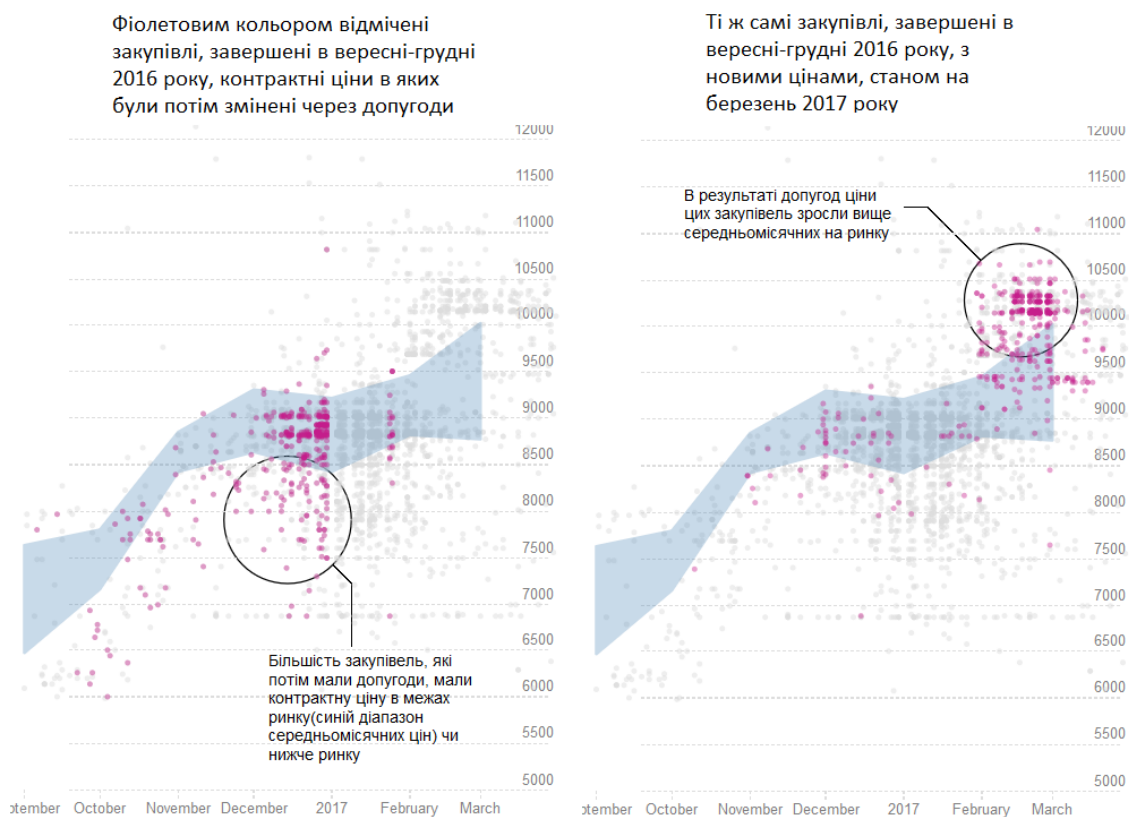 Фіолетовим кольором відмічені
закупівлі, завершені в вересні-грудні
2016 року, контрактні ціни в яких
були потім змінені через допугоди
12000
11500
11000
10500
10000
9500
9000
8500
8000
7500
7000
6500
6000
5500
5000
Більшість закупівель, які
потім мали допугоди, мали
контрактну ціну в межах
ринку(синій діапазон
середньомісячних цін) чи
нижче ринку
ptember October November December 2017 February March
Ті ж самі закупівлі, завершені в
вересні-грудні 2016 року, з
новими цінами, станом на
березень 2017 року
12000
11500
В результаті допугод ціни
цих закупівель зросли вище
середньомісячних на ринку
11000
10500
10000
9500
9000
8500
8000
7500
7000
6500
6000
5500
5000
ptember October November December 2017 February March